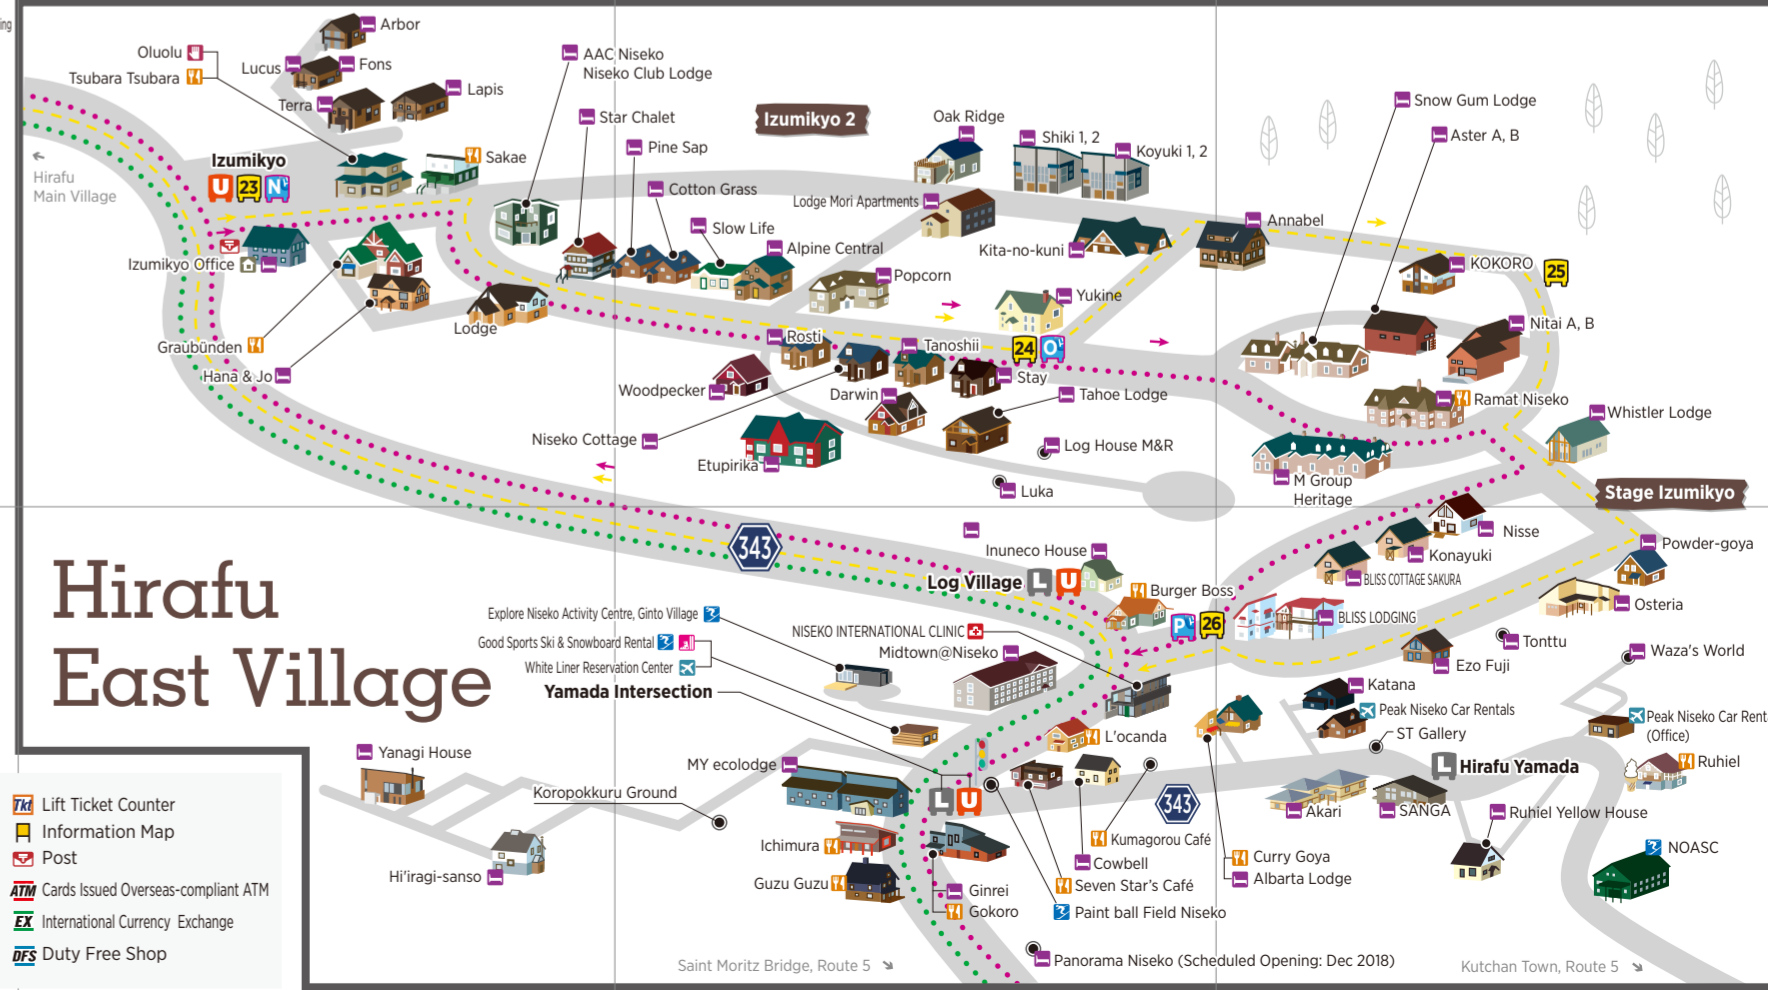 ing
Arbor
Oluolu
Tsubara Tsubara
Lucus
Fons
Terra
Lapis
AAC Niseko
Niseko Club Lodge
Star Chalet
Pine Sap
Cotton Grass
Slow Life
Alpine Central
Izumikyo 2
Oak Ridge
Shiki 1, 2
Koyuki 1, 2
Snow Gum Lodge
Aster A, B
Hirafu
Main Village
Izumikyo
U 23 N
Sakae
Lodge Mori Apartments
Kita-no-kuni
Annabel
KOKORO
25
Izumikyo Office
Popcorn
Yukine
Nitai A, B
Graubünden
Lodge
Hana & Jo
Rosti
Tanoshii
24 O
Stay
Woodpecker
Darwin
Tahoe Lodge
Ramat Niseko
Whistler Lodge
Niseko Cottage
Etupirika
Log House M&R
Luka
M Group
Heritage
Stage Izumikyo
Hirafu
East Village
343
Inuneco House
Log Village
L U
Burger Boss
P 26
Nisse
Konayuki
BLISS COTTAGE SAKURA
BLISS LODGING
Powder-goya
Osteria
Tonttu
Ezo Fuji
Waza's World
Explore Niseko Activity Centre, Ginto Village
Good Sports Ski & Snowboard Rental
White Liner Reservation Center
Yamada Intersection
NISEKO INTERNATIONAL CLINIC
Midtown@Niseko
Katana
Peak Niseko Car Rentals
ST Gallery
Peak Niseko Car Rent
(Office)
L'ocanda
Yanagi House
MY ecolodge
Koropokkuru Ground
L U
343
L Hirafu Yamada
Ruhiel
Akari
SANGA
Ruhiel Yellow House
Ichimura
Kumagorou Café
Cowbell
Curry Goya
Albarta Lodge
NOASC
Hi'iragi-sanso
Guzu Guzu
Ginrei
Gokoro
Seven Star's Café
Paint ball Field Niseko
Panorama Niseko (Scheduled Opening: Dec 2018)
Saint Moritz Bridge, Route 5
Kutchan Town, Route 5
Tkt Lift Ticket Counter
Information Map
Post
ATM Cards Issued Overseas-compliant ATM
EX International Currency Exchange
DFS Duty Free Shop